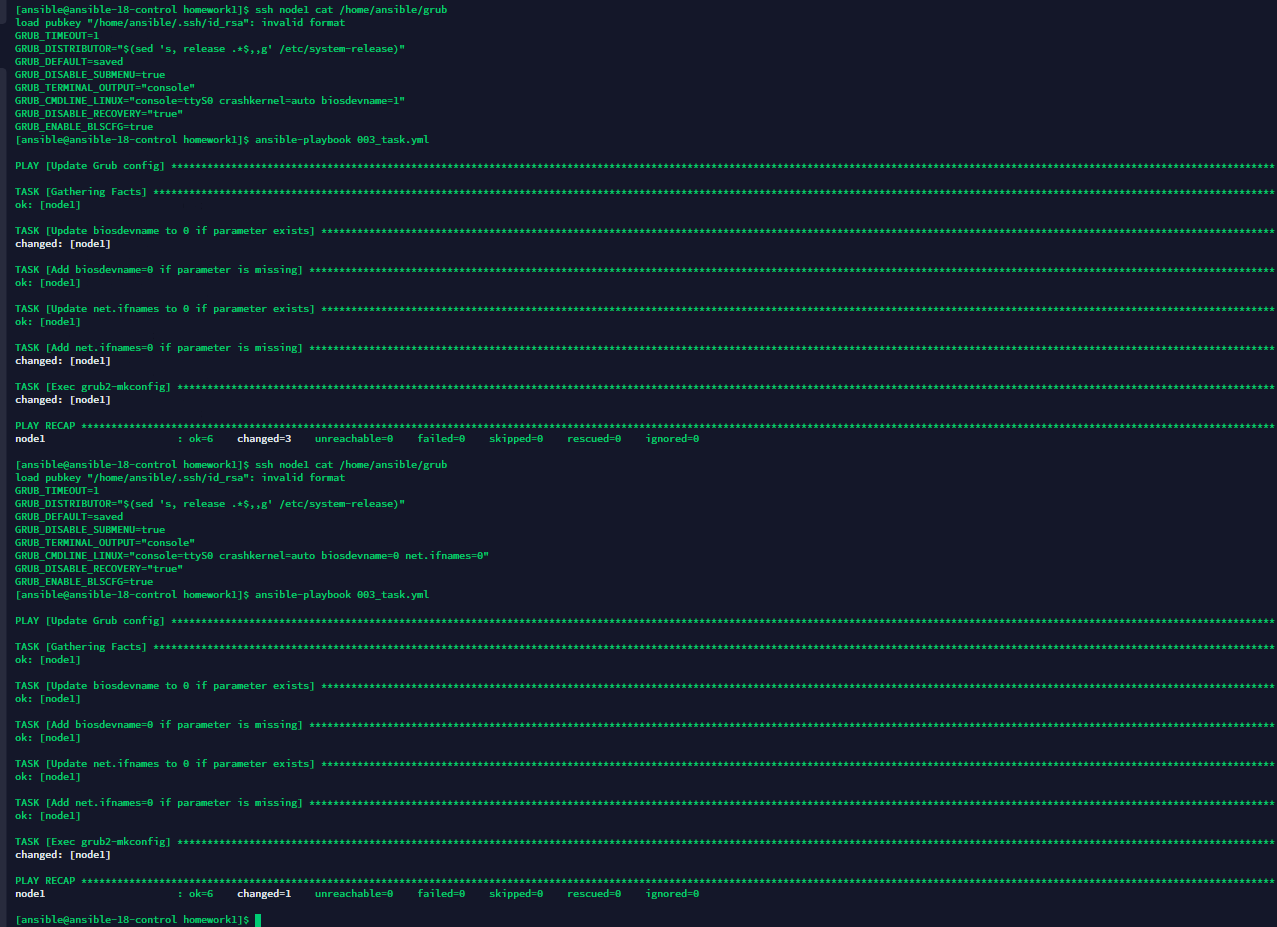 [ansible@ansible-18-control homework1]$ ssh node1 cat /home/ansible/grub
load pubkey "/home/ansible/.ssh/id_rsa": invalid format
GRUB_TIMEOUT=1
GRUB_DISTRIBUTOR="$(sed 's, release .*$,,g' /etc/system-release)"
GRUB_DEFAULT=saved
GRUB_DISABLE_SUBMENU=true
GRUB_TERMINAL_OUTPUT="console"
GRUB_CMDLINE_LINUX="console=ttyS0 crashkernel=auto biosdevname=1"
GRUB_DISABLE_RECOVERY="true"
GRUB_ENABLE_BLSCFG=true
[ansible@ansible-18-control homework1]$ ansible-playbook 003_task.yml
PLAY [Update Grub config] ****************************************************************************************************************************************************************************************
TASK [Gathering Facts] *******************************************************************************************************************************************************************************************
ok: [node1]
TASK [Update biosdevname to 0 if parameter exists] ***************************************************************************************************************************************************************
changed: [node1]
TASK [Add biosdevname=0 if parameter is missing] *****************************************************************************************************************************************************************
ok: [node1]
TASK [Update net.ifnames to 0 if parameter exists] ***************************************************************************************************************************************************************
ok: [node1]
TASK [Add net.ifnames=0 if parameter is missing] *****************************************************************************************************************************************************************
changed: [node1]
TASK [Exec grub2-mkconfig] ***************************************************************************************************************************************************************************************
changed: [node1]
PLAY RECAP *******************************************************************************************************************************************************************************************************
node1                      : ok=6    changed=3    unreachable=0    failed=0    skipped=0    rescued=0    ignored=0
[ansible@ansible-18-control homework1]$ ssh node1 cat /home/ansible/grub
load pubkey "/home/ansible/.ssh/id_rsa": invalid format
GRUB_TIMEOUT=1
GRUB_DISTRIBUTOR="$(sed 's, release .*$,,g' /etc/system-release)"
GRUB_DEFAULT=saved
GRUB_DISABLE_SUBMENU=true
GRUB_TERMINAL_OUTPUT="console"
GRUB_CMDLINE_LINUX="console=ttyS0 crashkernel=auto biosdevname=0 net.ifnames=0"
GRUB_DISABLE_RECOVERY="true"
GRUB_ENABLE_BLSCFG=true
[ansible@ansible-18-control homework1]$ ansible-playbook 003_task.yml
PLAY [Update Grub config] ****************************************************************************************************************************************************************************************
TASK [Gathering Facts] *******************************************************************************************************************************************************************************************
ok: [node1]
TASK [Update biosdevname to 0 if parameter exists] ***************************************************************************************************************************************************************
ok: [node1]
TASK [Add biosdevname=0 if parameter is missing] *****************************************************************************************************************************************************************
ok: [node1]
TASK [Update net.ifnames to 0 if parameter exists] ***************************************************************************************************************************************************************
ok: [node1]
TASK [Add net.ifnames=0 if parameter is missing] *****************************************************************************************************************************************************************
ok: [node1]
TASK [Exec grub2-mkconfig] ***************************************************************************************************************************************************************************************
changed: [node1]
PLAY RECAP *******************************************************************************************************************************************************************************************************
node1                      : ok=6    changed=1    unreachable=0    failed=0    skipped=0    rescued=0    ignored=0
[ansible@ansible-18-control homework1]$